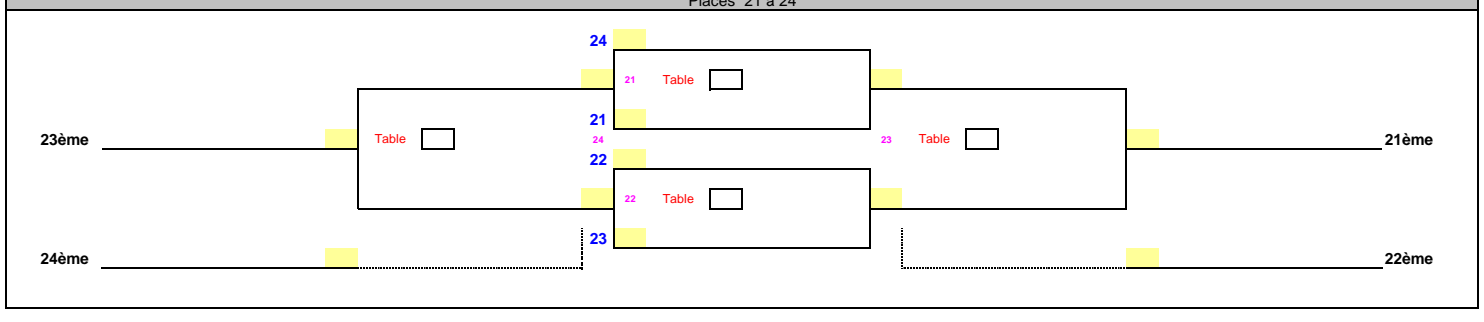 Places 21 à 24
24
21 Table
21
23ème Table 24 23 Table 21ème
22
22 Table
23
24ème 22ème